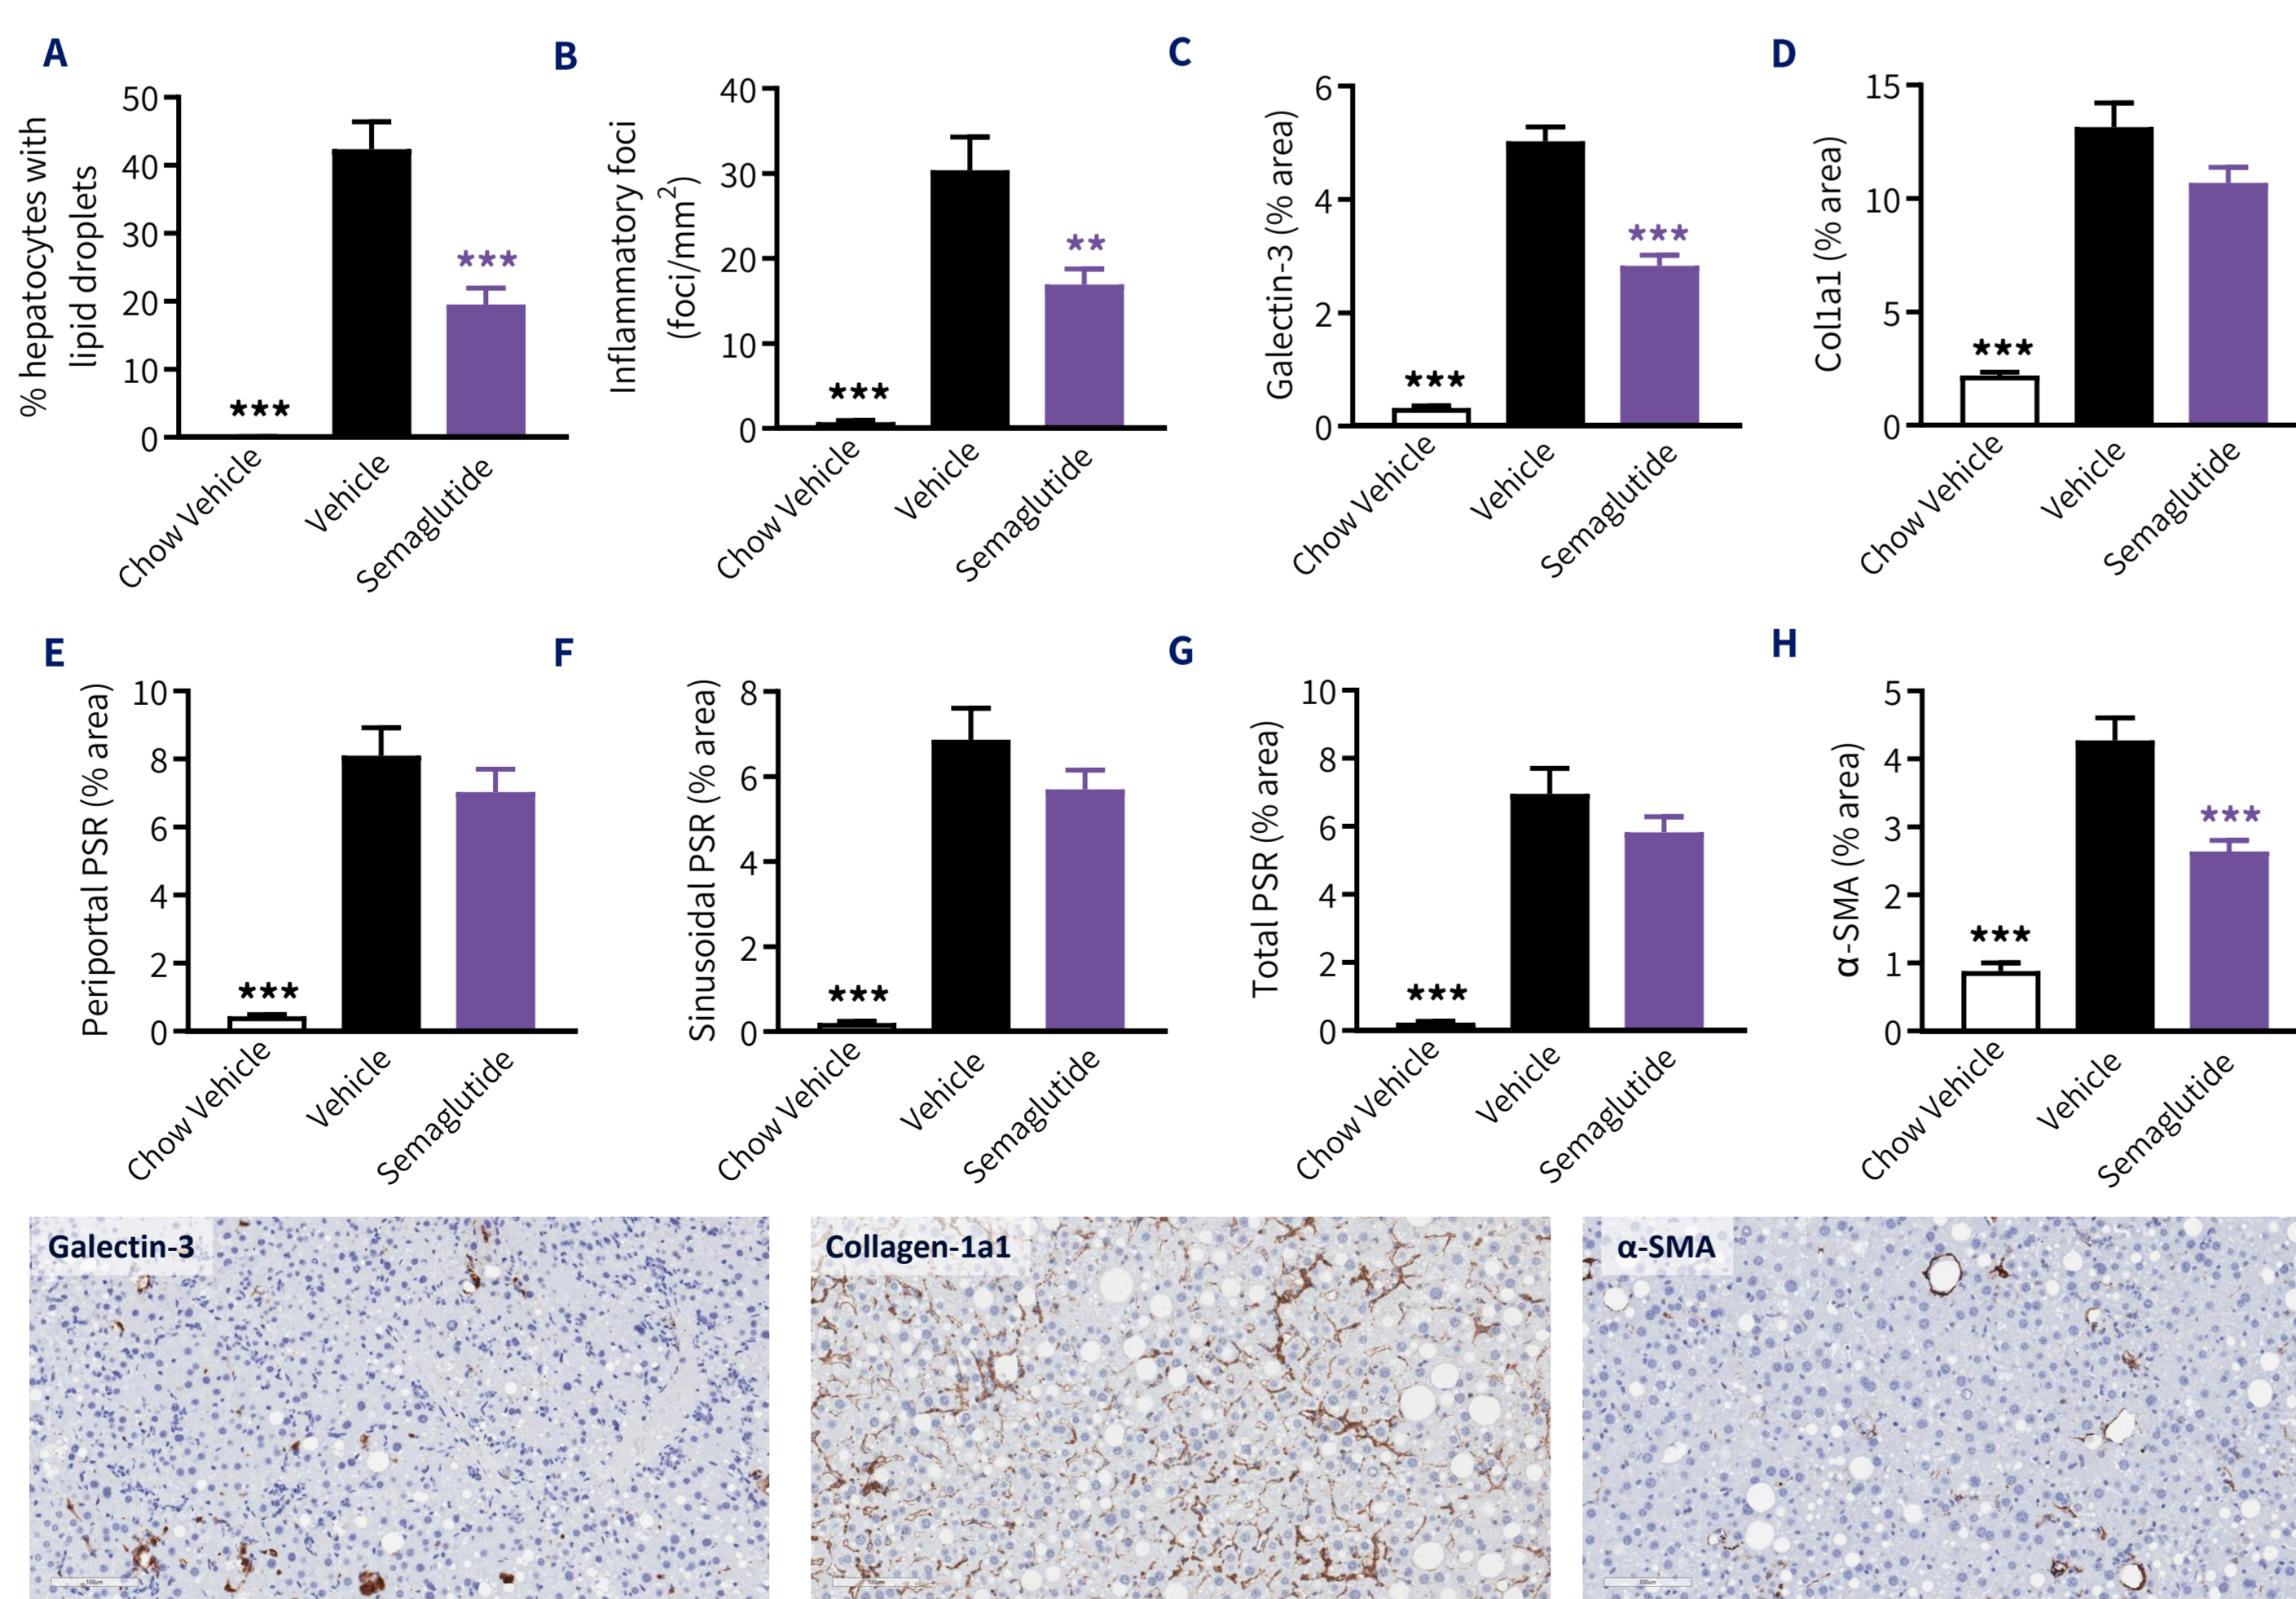 A
% hepatocytes with
lipid droplets
50
40
30
20
10
0
***
***
Chow Vehicle
Vehicle
Semaglutide
B
Inflammatory foci
(foci/mm²)
40
30
20
10
0
***
**
Chow Vehicle
Vehicle
Semaglutide
C
Galectin-3 (% area)
6
4
2
0
***
***
Chow Vehicle
Vehicle
Semaglutide
D
Col1a1 (% area)
15
10
5
0
***
Chow Vehicle
Vehicle
Semaglutide
E
Periportal PSR (% area)
10
8
6
4
2
0
***
Chow Vehicle
Vehicle
Semaglutide
F
Sinusoidal PSR (% area)
8
6
4
2
0
***
Chow Vehicle
Vehicle
Semaglutide
G
Total PSR (% area)
10
8
6
4
2
0
***
Chow Vehicle
Vehicle
Semaglutide
H
α-SMA (% area)
5
4
3
2
1
0
***
***
Chow Vehicle
Vehicle
Semaglutide
Galectin-3
100um
Collagen-1a1
100um
α-SMA
100um